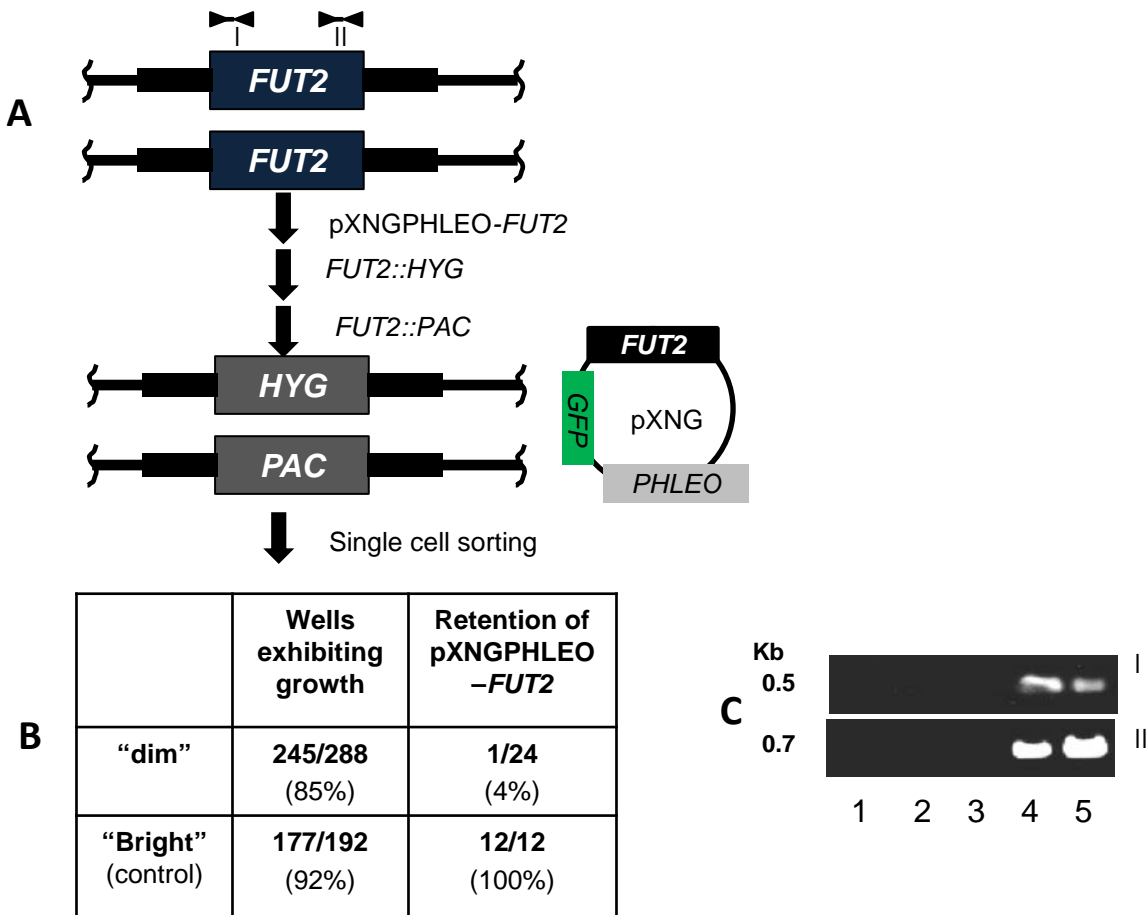 A
I
II
FUT2
FUT2
pXNGPHLEO-FUT2
FUT2::HYG
FUT2::PAC
HYG
PAC
FUT2
GFP
pXNG
PHLEO
Single cell sorting
B
Wells
exhibiting
growth
Retention of
pXNGPHLEO
–FUT2
“dim”
245/288
(85%)
1/24
(4%)
“Bright”
(control)
177/192
(92%)
12/12
(100%)
C
Kb
0.5
I
0.7
II
1 2 3 4 5